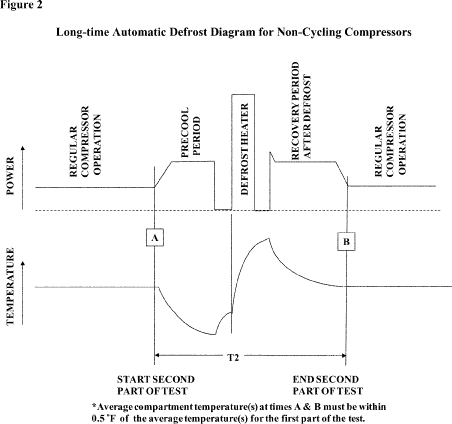 Figure 2
Long-time Automatic Defrost Diagram for Non-Cycling Compressors
POWER
REGULAR
COMPRESSOR
OPERATION
PRECOOL
PERIOD
DEFROST HEATER
RECOVERY PERIOD
AFTER DEFROST
REGULAR
COMPRESSOR
OPERATION
A
B
TEMPERATURE
T2
START SECOND
PART OF TEST
END SECOND
PART OF TEST
*Average compartment temperature(s) at times A & B must be within
0.5 °F of the average temperature(s) for the first part of the test.